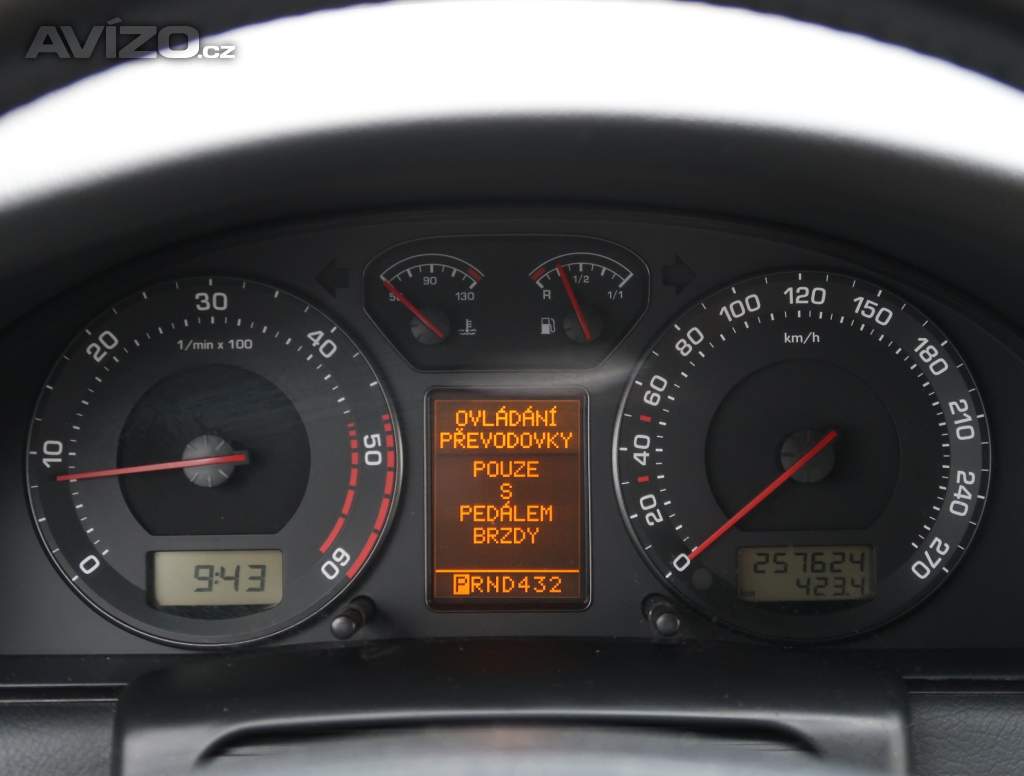 AVÍZO.cz
50 90 130
R 1/2 1/1
0 10 20 30 40 50 60
1/min x 100
9:43
OVLÁDÁNÍ
PŘEVODOVKY
POUZE
S
PEDÁLEM
BRZDY
PRND432
0 20 40 60 80 100 120 150 180 210 240 270
km/h
257624
423.4